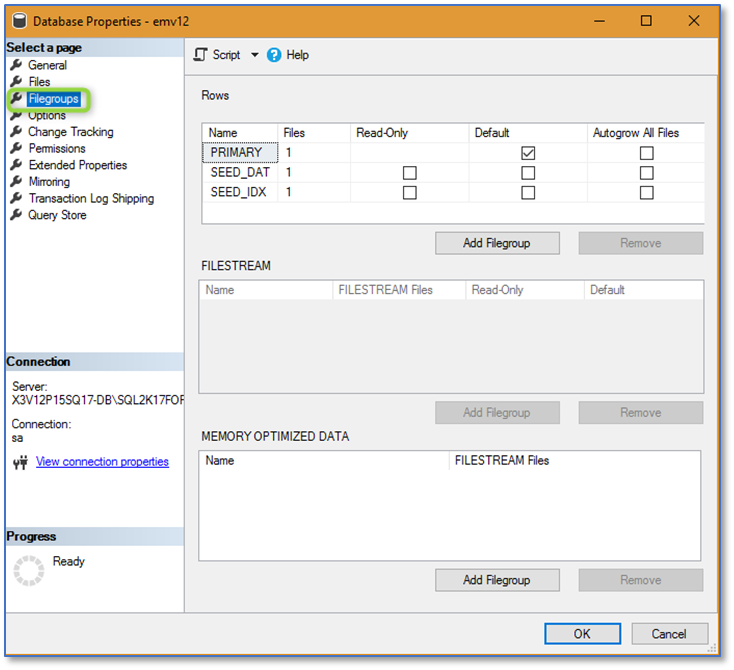 Database Properties - emv12
Select a page
General
Files
Filegroups
Options
Change Tracking
Permissions
Extended Properties
Mirroring
Transaction Log Shipping
Query Store
Connection
Server:
X3V12P15SQ17-DB\SQL2K17FOR
Connection:
sa
View connection properties
Progress
Ready
Script Help
Rows
Name Files Read-Only Default Autogrow All Files
PRIMARY 1
SEED_DAT 1
SEED_IDX 1
Add Filegroup Remove
FILESTREAM
Name FILESTREAM Files Read-Only Default
Add Filegroup Remove
MEMORY OPTIMIZED DATA
Name FILESTREAM Files
Add Filegroup Remove
OK Cancel